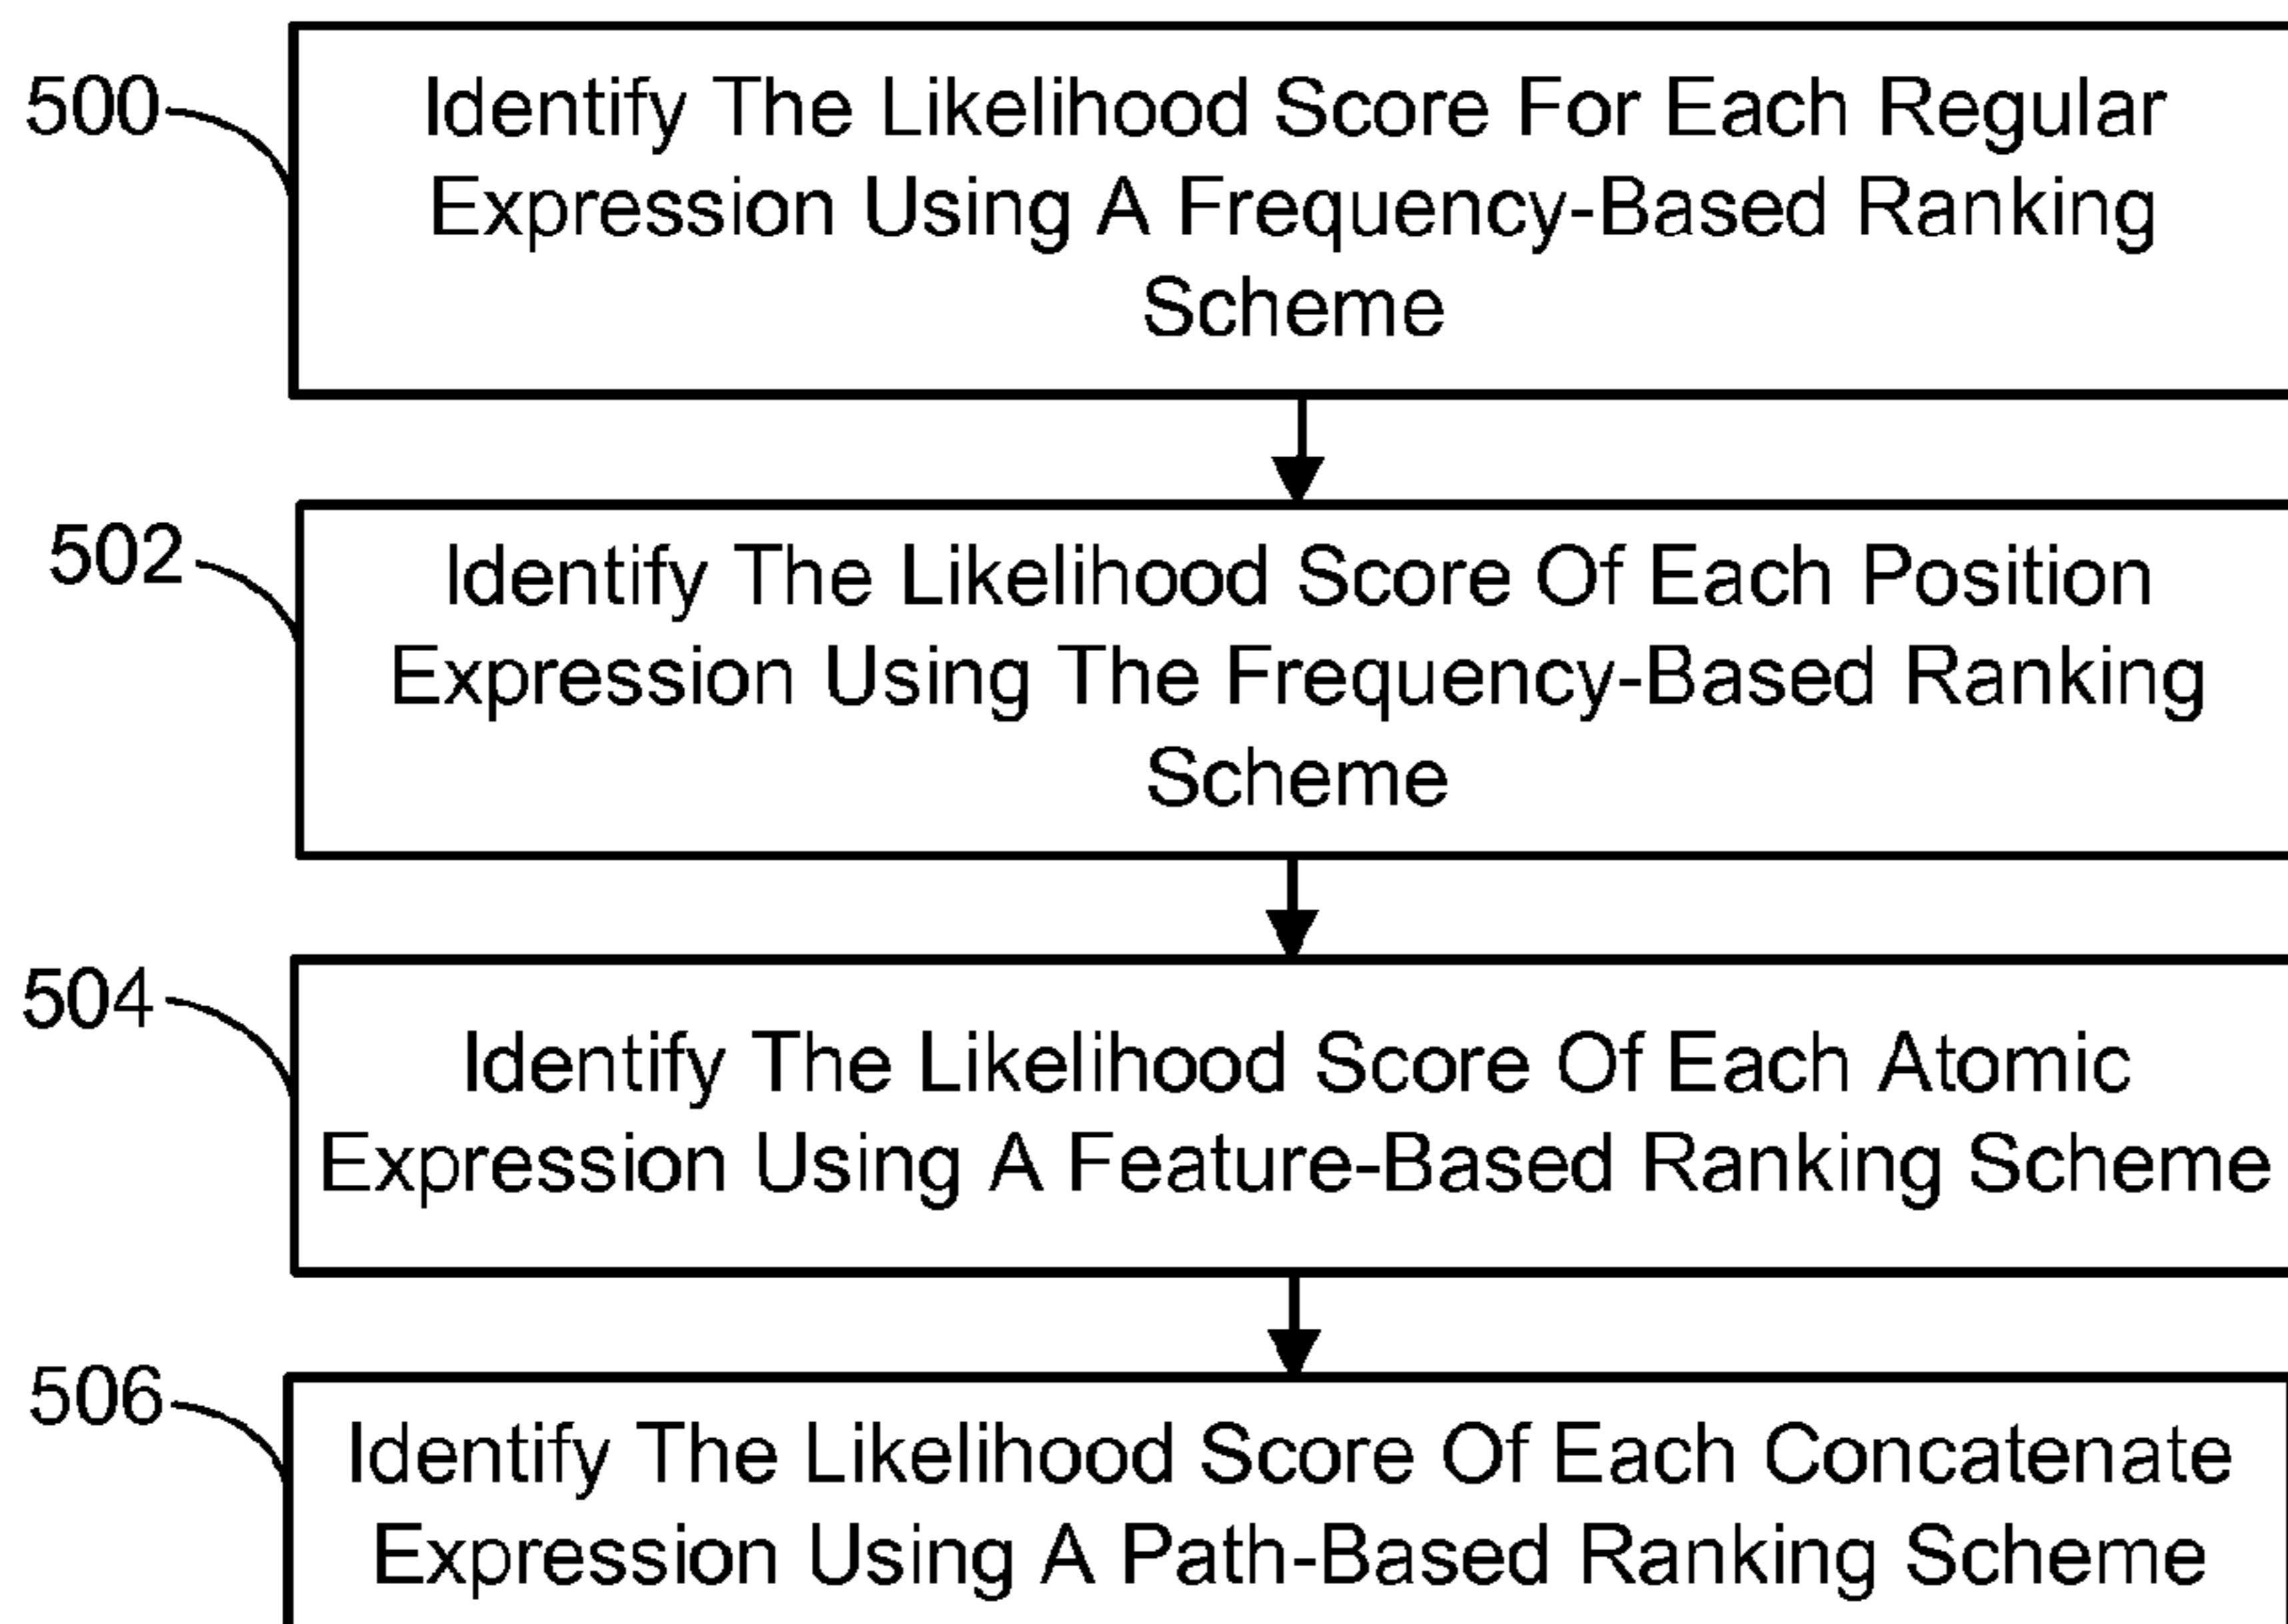 500
Identify The Likelihood Score For Each Regular
Expression Using A Frequency-Based Ranking
Scheme
502
Identify The Likelihood Score Of Each Position
Expression Using The Frequency-Based Ranking
Scheme
504
Identify The Likelihood Score Of Each Atomic
Expression Using A Feature-Based Ranking Scheme
506
Identify The Likelihood Score Of Each Concatenate
Expression Using A Path-Based Ranking Scheme